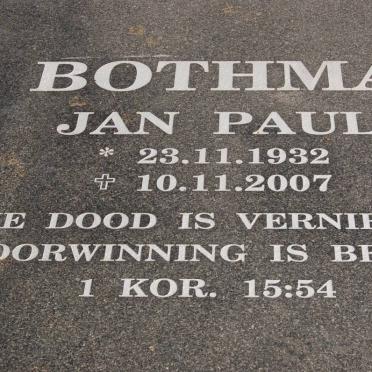 BOTHMA
JAN PAUL
* 23.11.1932
✝ 10.11.2007
E DOOD IS VERNIE
OORWINNING IS BE
1 KOR. 15:54